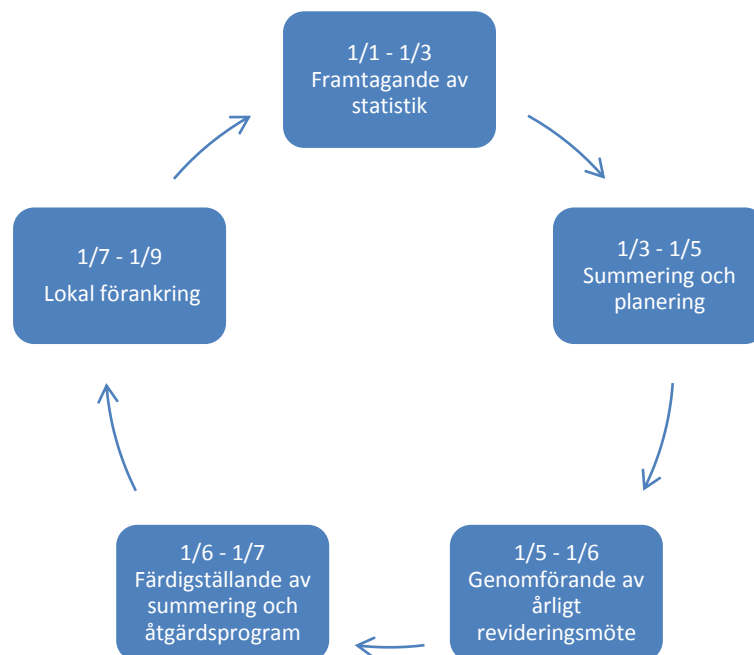 1/1 - 1/3
Framtagande av
statistik
1/3 - 1/5
Summering och
planering
1/5 - 1/6
Genomförande av
årligt
revideringsmöte
1/6 - 1/7
Färdigställande av
summering och
åtgärdsprogram
1/7 - 1/9
Lokal förankring